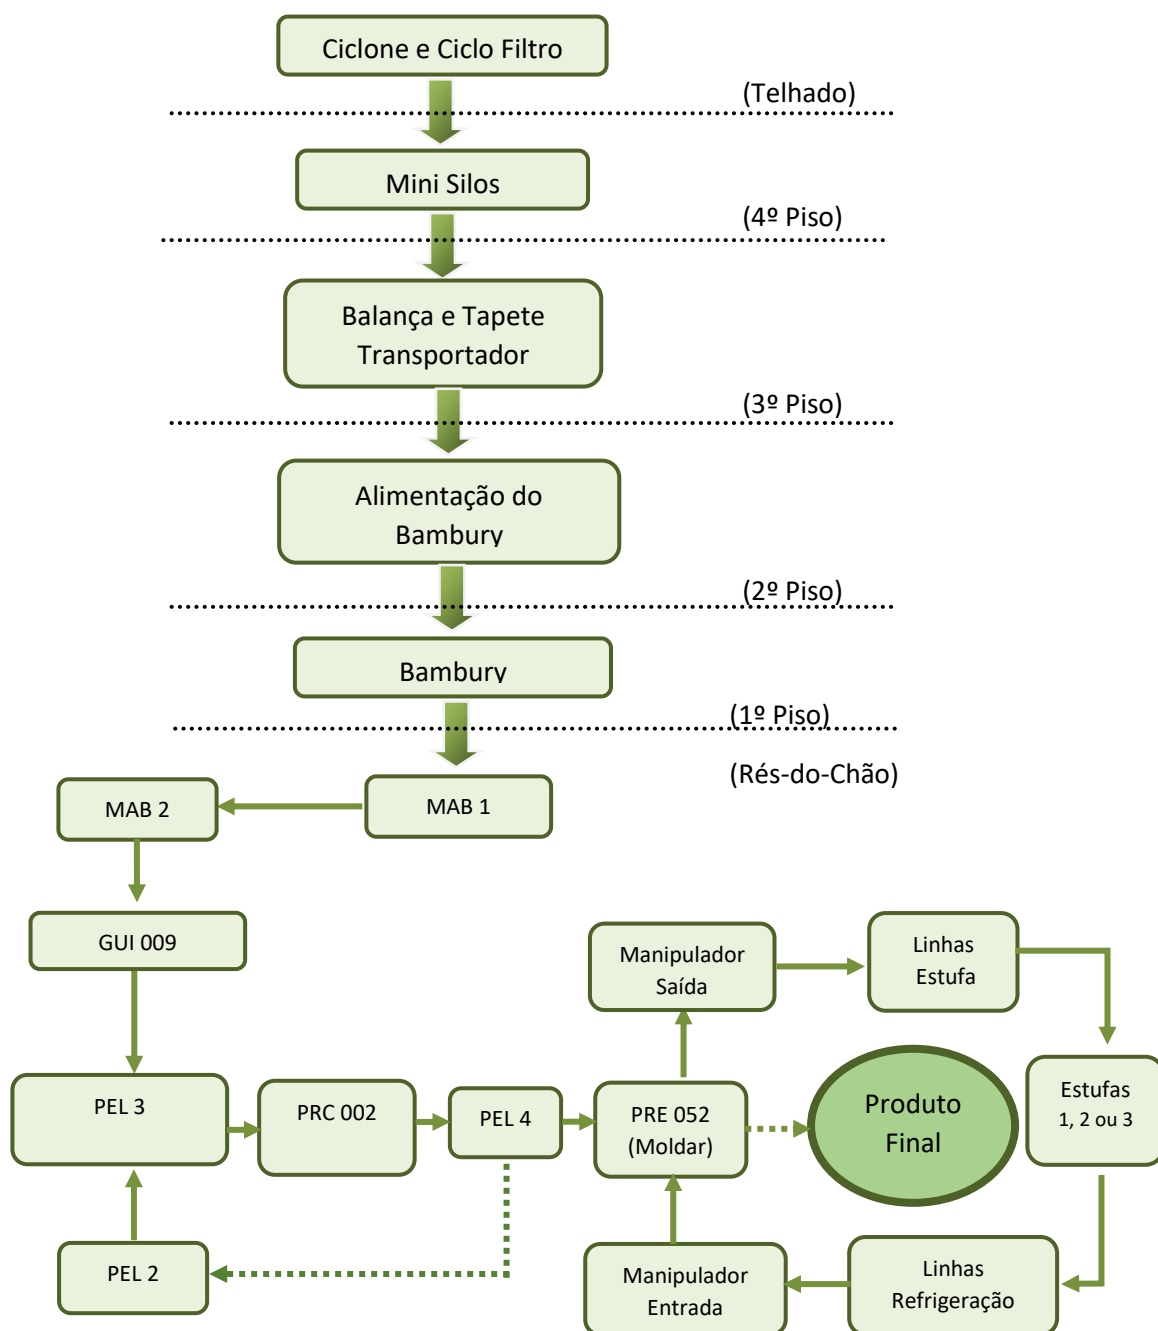 Ciclone e Ciclo Filtro
(Telhado)
Mini Silos
(4º Piso)
Balança e Tapete
Transportador
(3º Piso)
Alimentação do
Bambury
(2º Piso)
Bambury
(1º Piso)
(Rés-do-Chão)
MAB 2
MAB 1
GUI 009
Manipulador
Saída
Linhas
Estufa
PEL 3
PRC 002
PEL 4
PRE 052
(Moldar)
Produto
Final
Estufas
1, 2 ou 3
PEL 2
Manipulador
Entrada
Linhas
Refrigeração